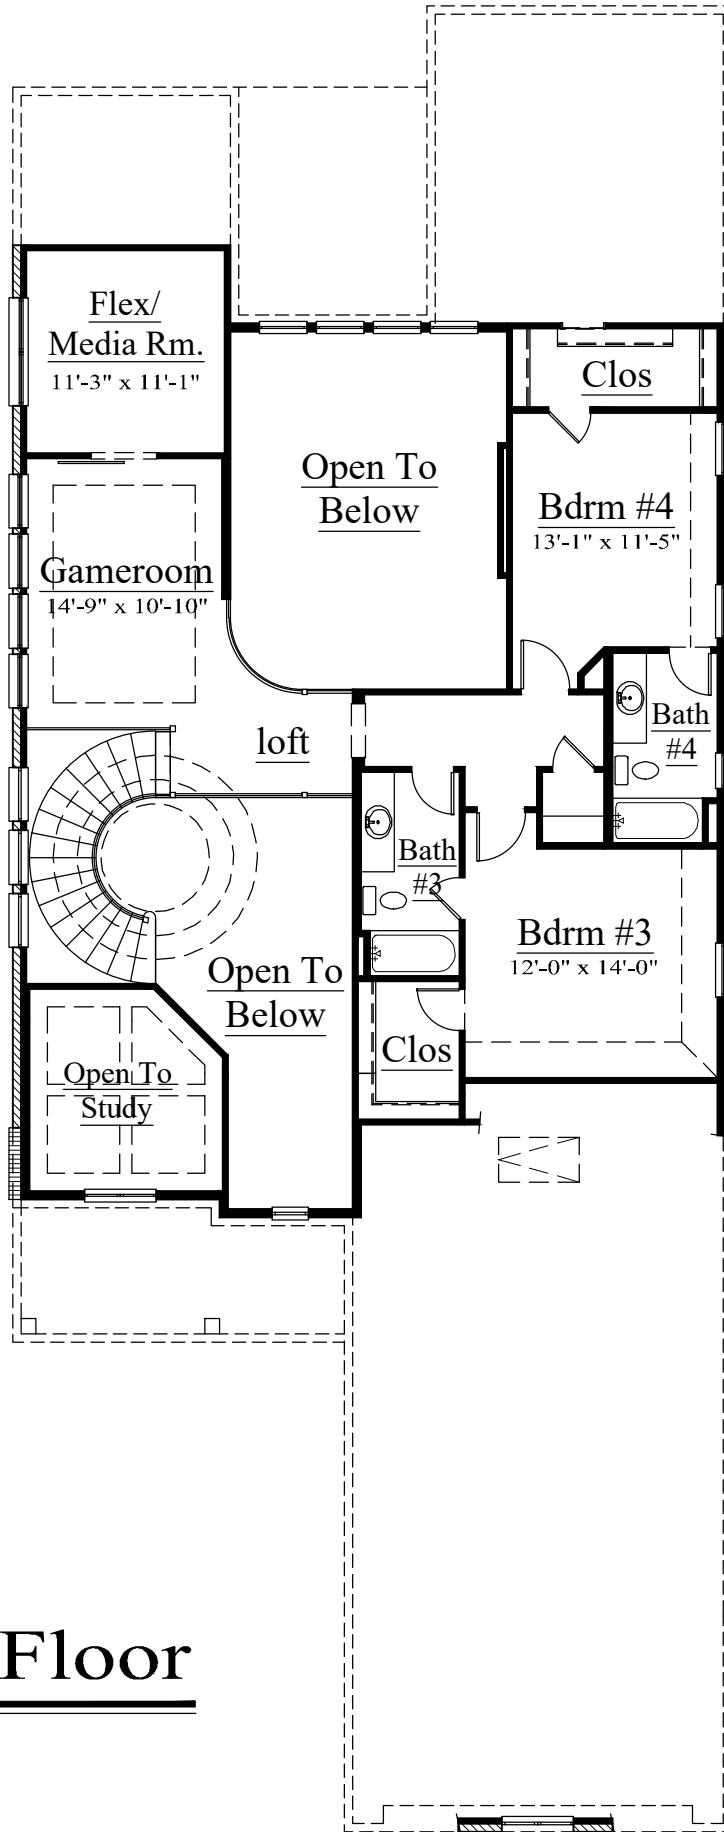 Flex/
Media Rm.
11'-3" x 11'-1"
Clos
Open To
Below
Bdrm #4
13'-1" x 11'-5"
Gameroom
14'-9" x 10'-10"
loft
Bath
#4
Bath
#3
Bdrm #3
12'-0" x 14'-0"
Open To
Below
Clos
Open To
Study
Floor